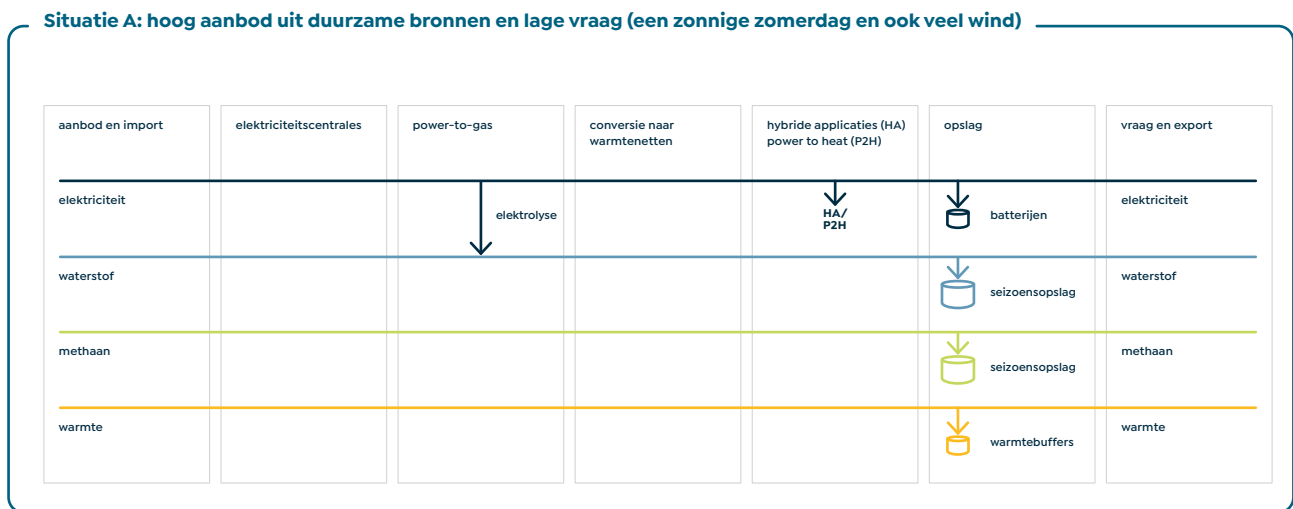 Situatie A: hoog aanbod uit duurzame bronnen en lage vraag (een zonnige zomerdag en ook veel wind)
aanbod en import
elektriciteitscentrales
power-to-gas
conversie naar
warmtenetten
hybride applicaties (HA)
power to heat (P2H)
opslag
vraag en export
elektriciteit
elektrolyse
HA/
P2H
batterijen
elektriciteit
waterstof
seizoensopslag
waterstof
methaan
seizoensopslag
methaan
warmte
warmtebuffers
warmte